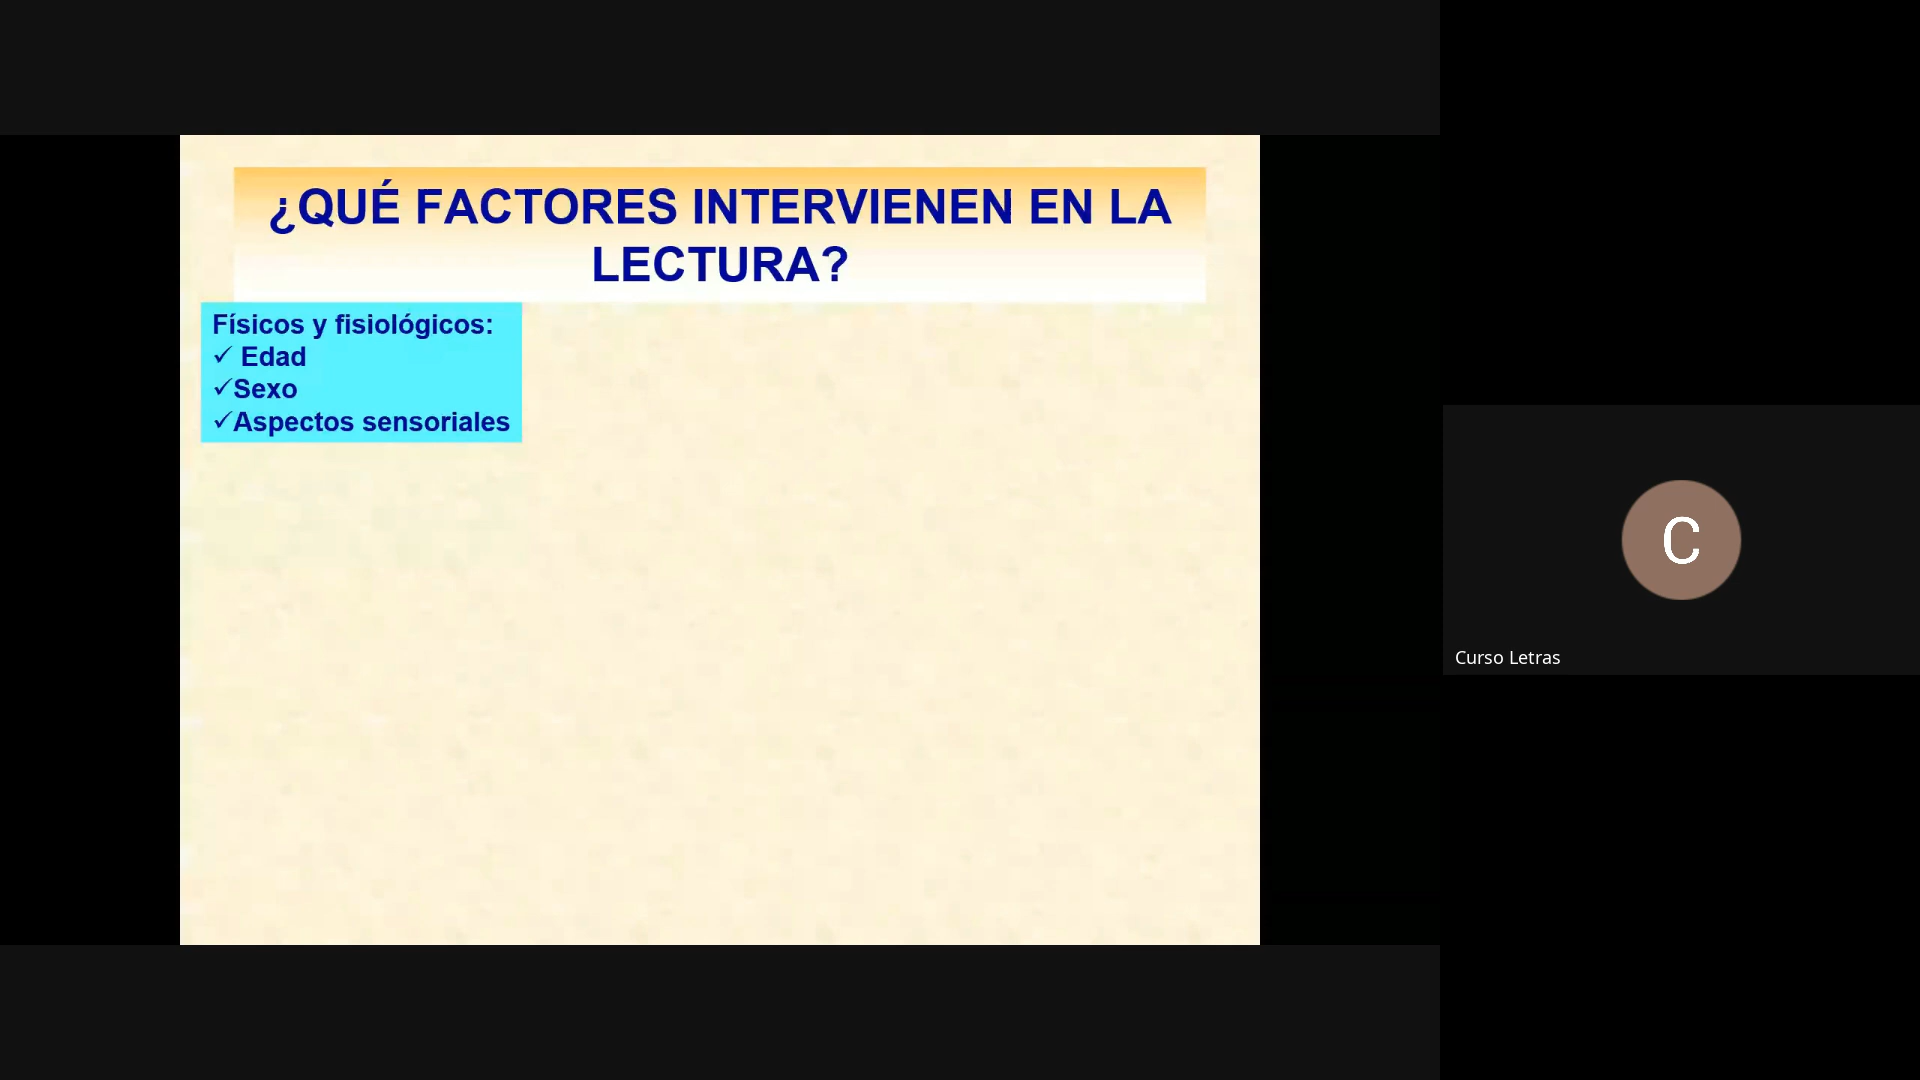 ¿QUÉ FACTORES INTERVIENEN EN LA
LECTURA?
Físicos y fisiológicos:
✓ Edad
✓Sexo
✓Aspectos sensoriales
C
Curso Letras